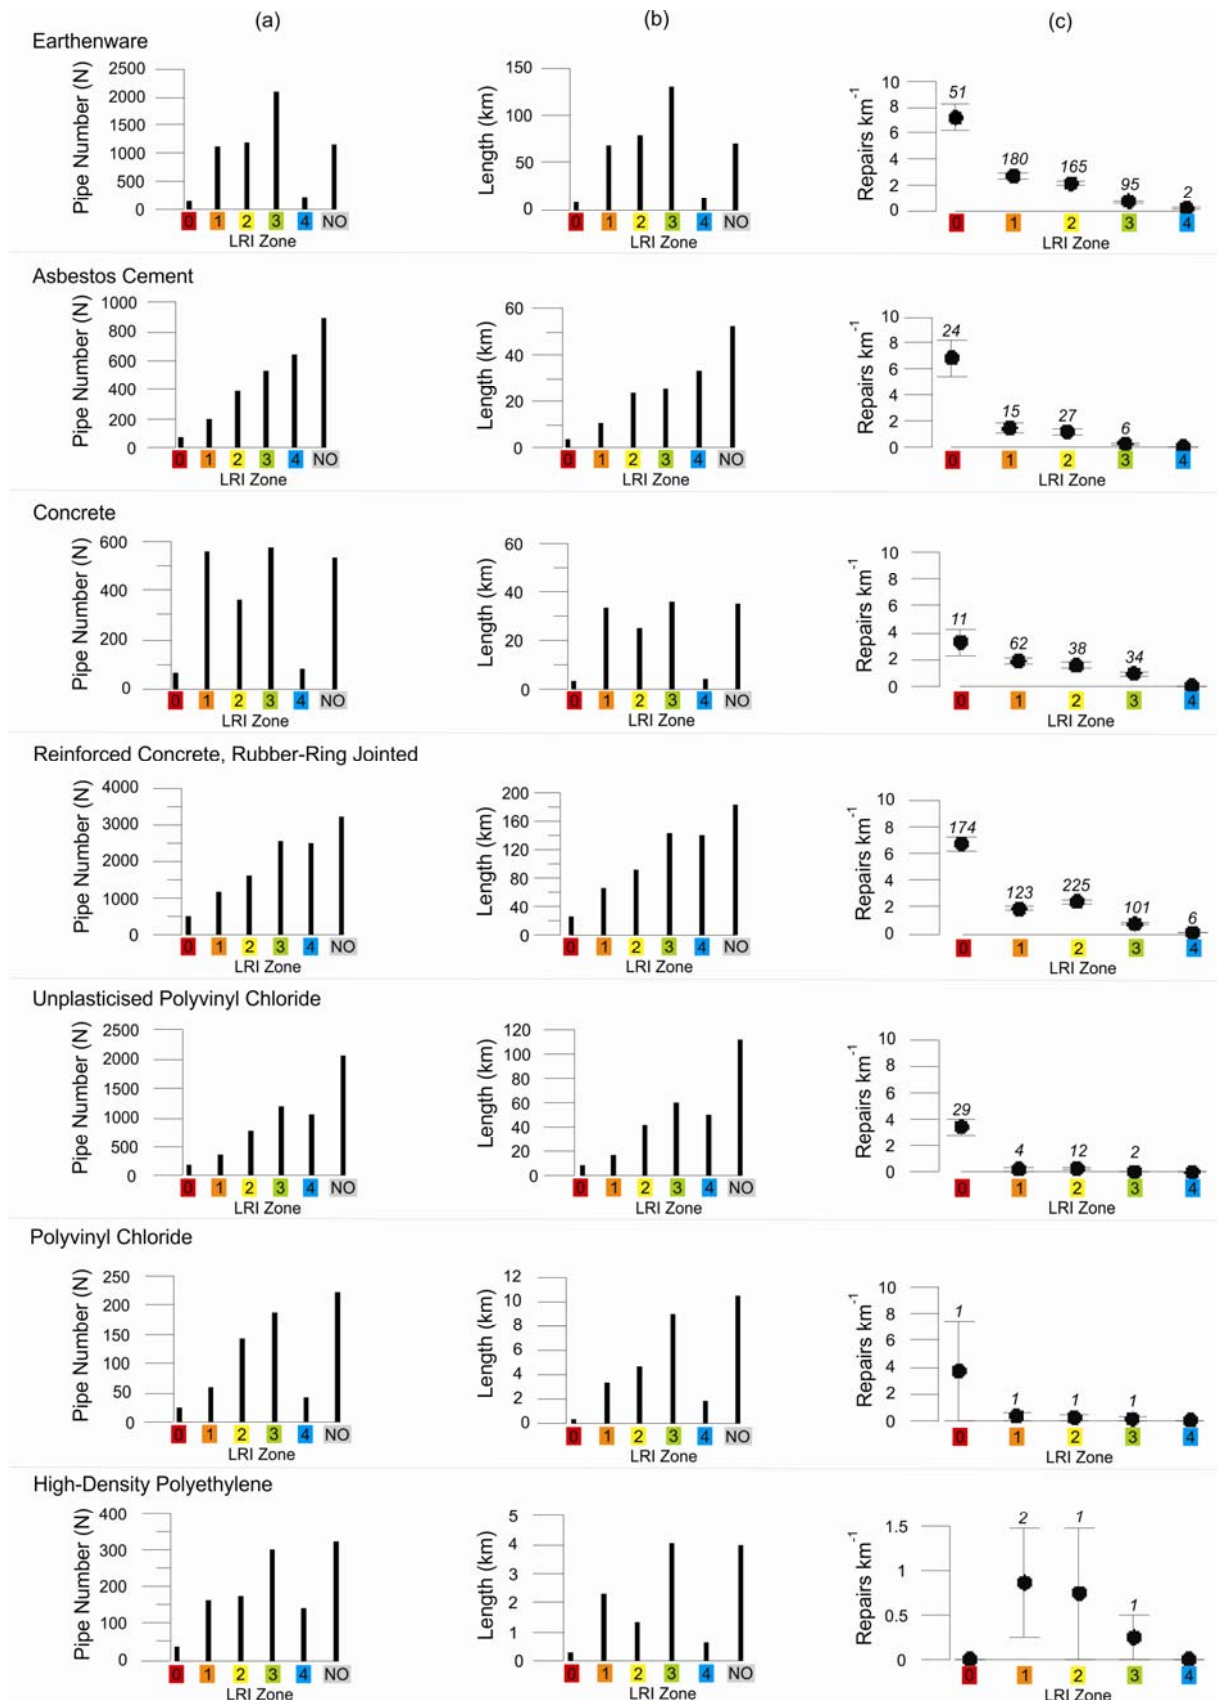 (a) (b) (c)
Earthenware
Pipe Number (N)
2500
2000
1500
1000
500
0
0 1 2 3 4 NO
LRI Zone
Length (km)
150
100
50
0
0 1 2 3 4 NO
LRI Zone
Repairs km-1
10
8
6
4
2
0
51 180 165 95 2
0 1 2 3 4
LRI Zone
Asbestos Cement
Pipe Number (N)
1000
800
600
400
200
0
0 1 2 3 4 NO
LRI Zone
Length (km)
60
40
20
0
0 1 2 3 4 NO
LRI Zone
Repairs km-1
10
8
6
4
2
0
24 15 27 6
0 1 2 3 4
LRI Zone
Concrete
Pipe Number (N)
600
400
200
0
0 1 2 3 4 NO
LRI Zone
Length (km)
60
40
20
0
0 1 2 3 4 NO
LRI Zone
Repairs km-1
10
8
6
4
2
0
11 62 38 34
0 1 2 3 4
LRI Zone
Reinforced Concrete, Rubber-Ring Jointed
Pipe Number (N)
4000
3000
2000
1000
0
0 1 2 3 4 NO
LRI Zone
Length (km)
200
160
120
80
40
0
0 1 2 3 4 NO
LRI Zone
Repairs km-1
10
8
6
4
2
0
174 123 225 101 6
0 1 2 3 4
LRI Zone
Unplasticised Polyvinyl Chloride
Pipe Number (N)
2500
2000
1500
1000
500
0
0 1 2 3 4 NO
LRI Zone
Length (km)
120
100
80
60
40
20
0
0 1 2 3 4 NO
LRI Zone
Repairs km-1
10
8
6
4
2
0
29 4 12 2
0 1 2 3 4
LRI Zone
Polyvinyl Chloride
Pipe Number (N)
250
200
150
100
50
0
0 1 2 3 4 NO
LRI Zone
Length (km)
12
10
8
6
4
2
0
0 1 2 3 4 NO
LRI Zone
Repairs km-1
10
8
6
4
2
0
1 1 1 1
0 1 2 3 4
LRI Zone
High-Density Polyethylene
Pipe Number (N)
400
300
200
100
0
0 1 2 3 4 NO
LRI Zone
Length (km)
5
4
3
2
1
0
0 1 2 3 4 NO
LRI Zone
Repairs km-1
1.5
1
0.5
0
2 1 1
0 1 2 3 4
LRI Zone